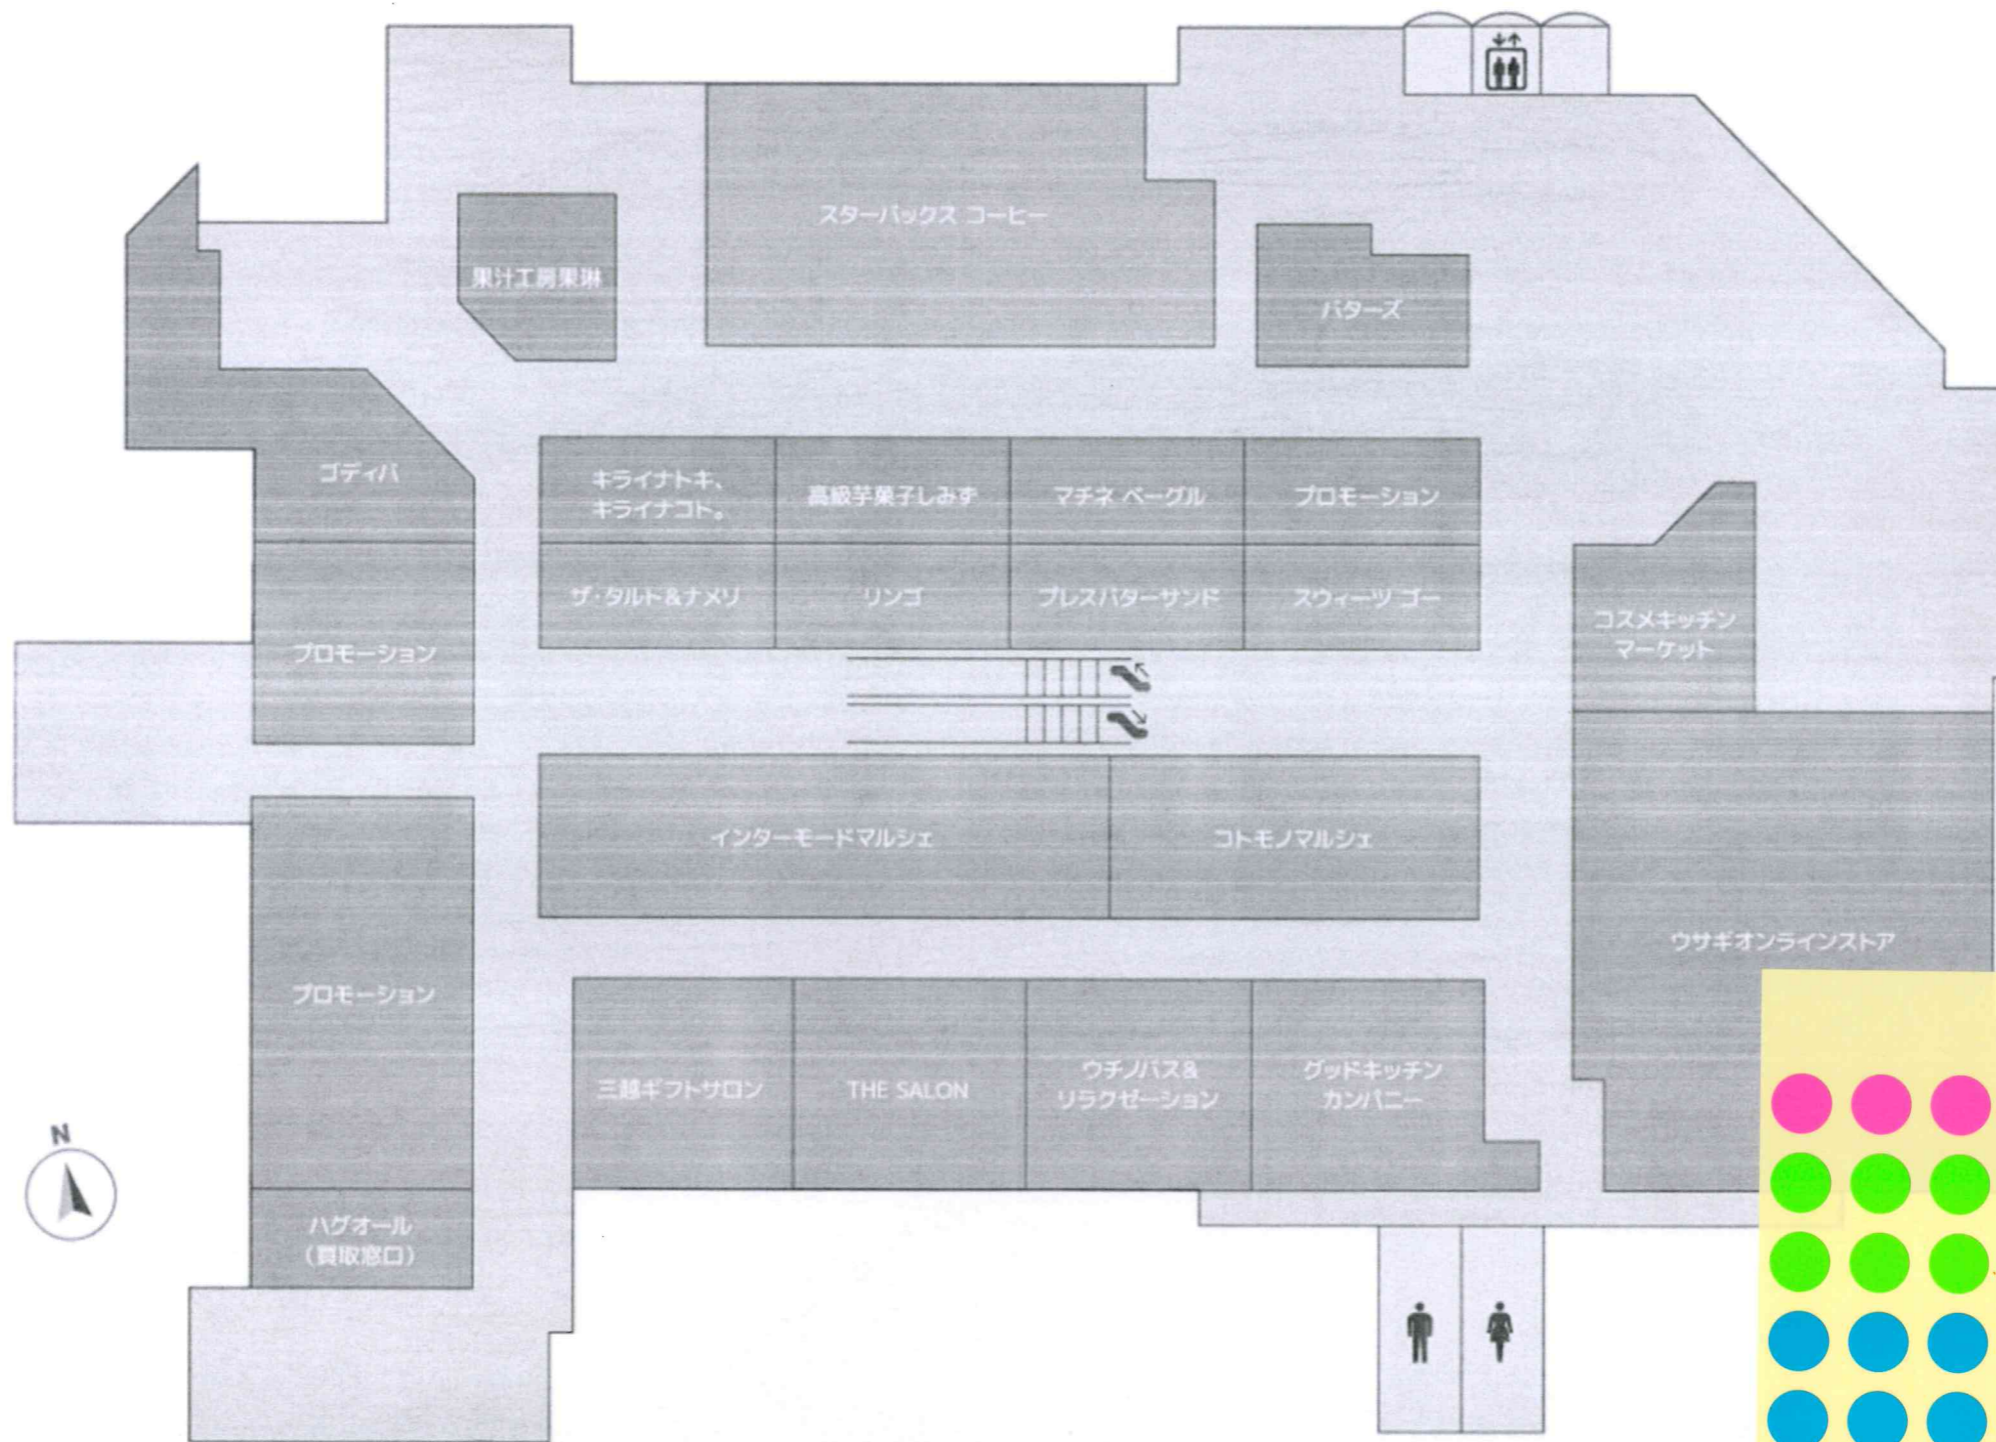 スターバックス コーヒー
果汁工房果琳
バターズ
ゴディバ
キライナトキ、
キライナコト。
高級芋菓子しみず
マチネ ベーグル
プロモーション
ザ・タルト&ナメリ
リンゴ
プレスバターサンド
スウィーツ ゴー
コスメキッチン
マーケット
プロモーション
インターモードマルシェ
コトモノマルシェ
ウサギオンラインストア
プロモーション
三越ギフトサロン
THE SALON
ウチノバス&
リラクゼーション
グッドキッチン
カンパニー
N
ハグオール
(買取窓口)